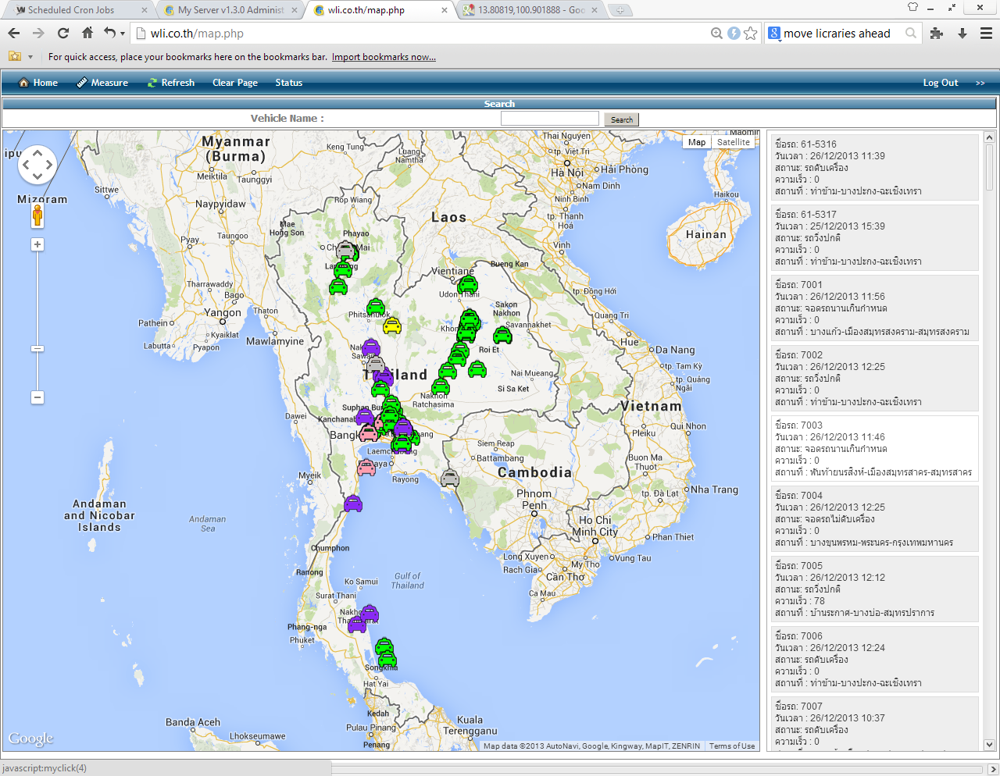 Scheduled Cron Jobs
My Server v1.3.0 Administ
wli.co.th/map.php
13.80819,100.901888 - Goo
wli.co.th/map.php
move licraries ahead
For quick access, place your bookmarks here on the bookmarks bar. Import bookmarks now...
Home
Measure
Refresh
Clear Page
Status
Log Out
>>
Search
Vehicle Name :
Search
Map
Satellite
Myanmar
(Burma)
Keng Tung
Thai Nguyen
tp. Việt Trì
Hà Nội
Hải Phòng
Luang
Namtha
Meiktila
Taunggyi
Nam Dinh
Ninh Binh
Sittwe
Mizoram
Naypyidaw
Rop Wiang
Haikou
tp. Thanh
Hoá
Laos
Mae
Hong Son
Phayao
Hainan
Pyay
Taungoo
Vinh
Bueng Kan
Vientiane
Tharrawaddy
Bago
Udon Thani
tp. Đồng Hới
Yangon
Thaton
Phitsanulok
Sakon
Nakhon
Savannakhet
Quang Tri
Pathein
Kyaiklat
Labutta
Pyapon
Mawlamyine
Hue
Da Nang
Roi Et
tp. Tam Kỳ
Nai Mueang
tp. Quảng
Ngãi
Si Sa Ket
Nakhon
Ratchasima
Suphan Bur
Kanchanab
Dawei
Vietnam
Pleiku
Qui Nhon
Siem Reap
Battambang
Buon Ma
Thuot
Rayong
Cambodia
Myeik
Nha Trang
tp. Đà Lạt
Phnom
Penh
Andaman
and Nicobar
Islands
Andaman
Sea
Ho Chi
Minh City
Phan Thiet
Chumphon
Long Xuyen
Vũng Tau
My Tho
Rach Gia
Cần Thơ
Ranong
Gulf of
Thailand
Ko Samui
Surat Thani
Ca Mau
Phang-nga
Phuket
Songkhla
Hat Yai
Kedah
Banda Aceh
Lhokseumawe
Pulau Pinang
Penang
Kuala
Terengganu
Google
Map data ©2013 AutoNavi, Google, Kingway, MapIT, ZENRIN
Terms of Use
ชื่อรถ: 61-5316
วันเวลา : 26/12/2013 11:39
สถานะ: รถดับเครื่อง
ความเร็ว : 0
สถานที่ : ท่าข้าม-บางปะกง-ฉะเชิงเทรา
ชื่อรถ: 61-5317
วันเวลา : 25/12/2013 15:39
สถานะ: รถวิ่งปกติ
ความเร็ว : 0
สถานที่ : ท่าข้าม-บางปะกง-ฉะเชิงเทรา
ชื่อรถ: 7001
วันเวลา : 26/12/2013 11:56
สถานะ: จอดรถนานเกินกำหนด
ความเร็ว : 0
สถานที่ : บางแก้ว-เมืองสมุทรสงคราม-สมุทรสงคราม
ชื่อรถ: 7002
วันเวลา : 26/12/2013 12:25
สถานะ: รถวิ่งปกติ
ความเร็ว : 0
สถานที่ : ท่าข้าม-บางปะกง-ฉะเชิงเทรา
ชื่อรถ: 7003
วันเวลา : 26/12/2013 11:46
สถานะ: จอดรถนานเกินกำหนด
ความเร็ว : 0
สถานที่ : พันท้ายนรสิงห์-เมืองสมุทรสาคร-สมุทรสาคร
ชื่อรถ: 7004
วันเวลา : 26/12/2013 12:25
สถานะ: จอดรถไม่ดับเครื่อง
ความเร็ว : 0
สถานที่ : บางขุนพรหม-พระนคร-กรุงเทพมหานคร
ชื่อรถ: 7005
วันเวลา : 26/12/2013 12:12
สถานะ: รถวิ่งปกติ
ความเร็ว : 78
สถานที่ : บ้านระกาศ-บางบ่อ-สมุทรปราการ
ชื่อรถ: 7006
วันเวลา : 26/12/2013 12:24
สถานะ: รถดับเครื่อง
ความเร็ว : 0
สถานที่ : ท่าข้าม-บางปะกง-ฉะเชิงเทรา
ชื่อรถ: 7007
วันเวลา : 26/12/2013 10:37
สถานะ: รถดับเครื่อง
ความเร็ว : 0
javascript:myclick(4)